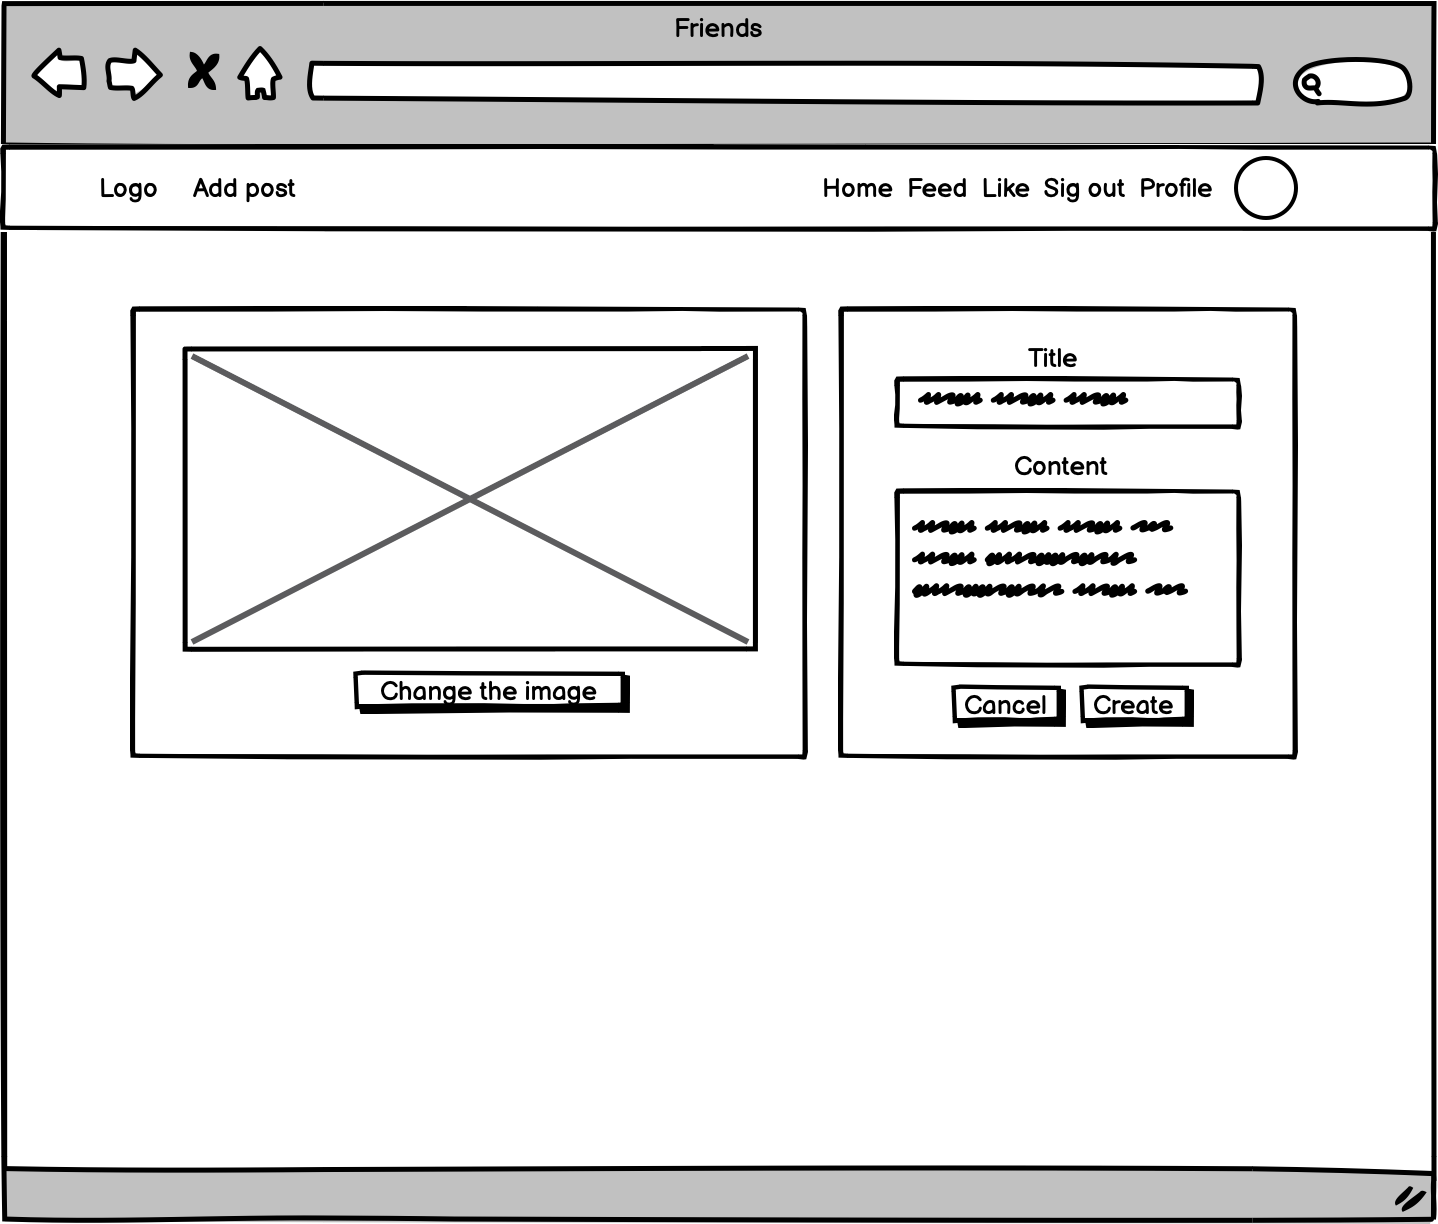 Friends
Logo Add post Home Feed Like Sig out Profile
Title
Content
Change the image
Cancel Create